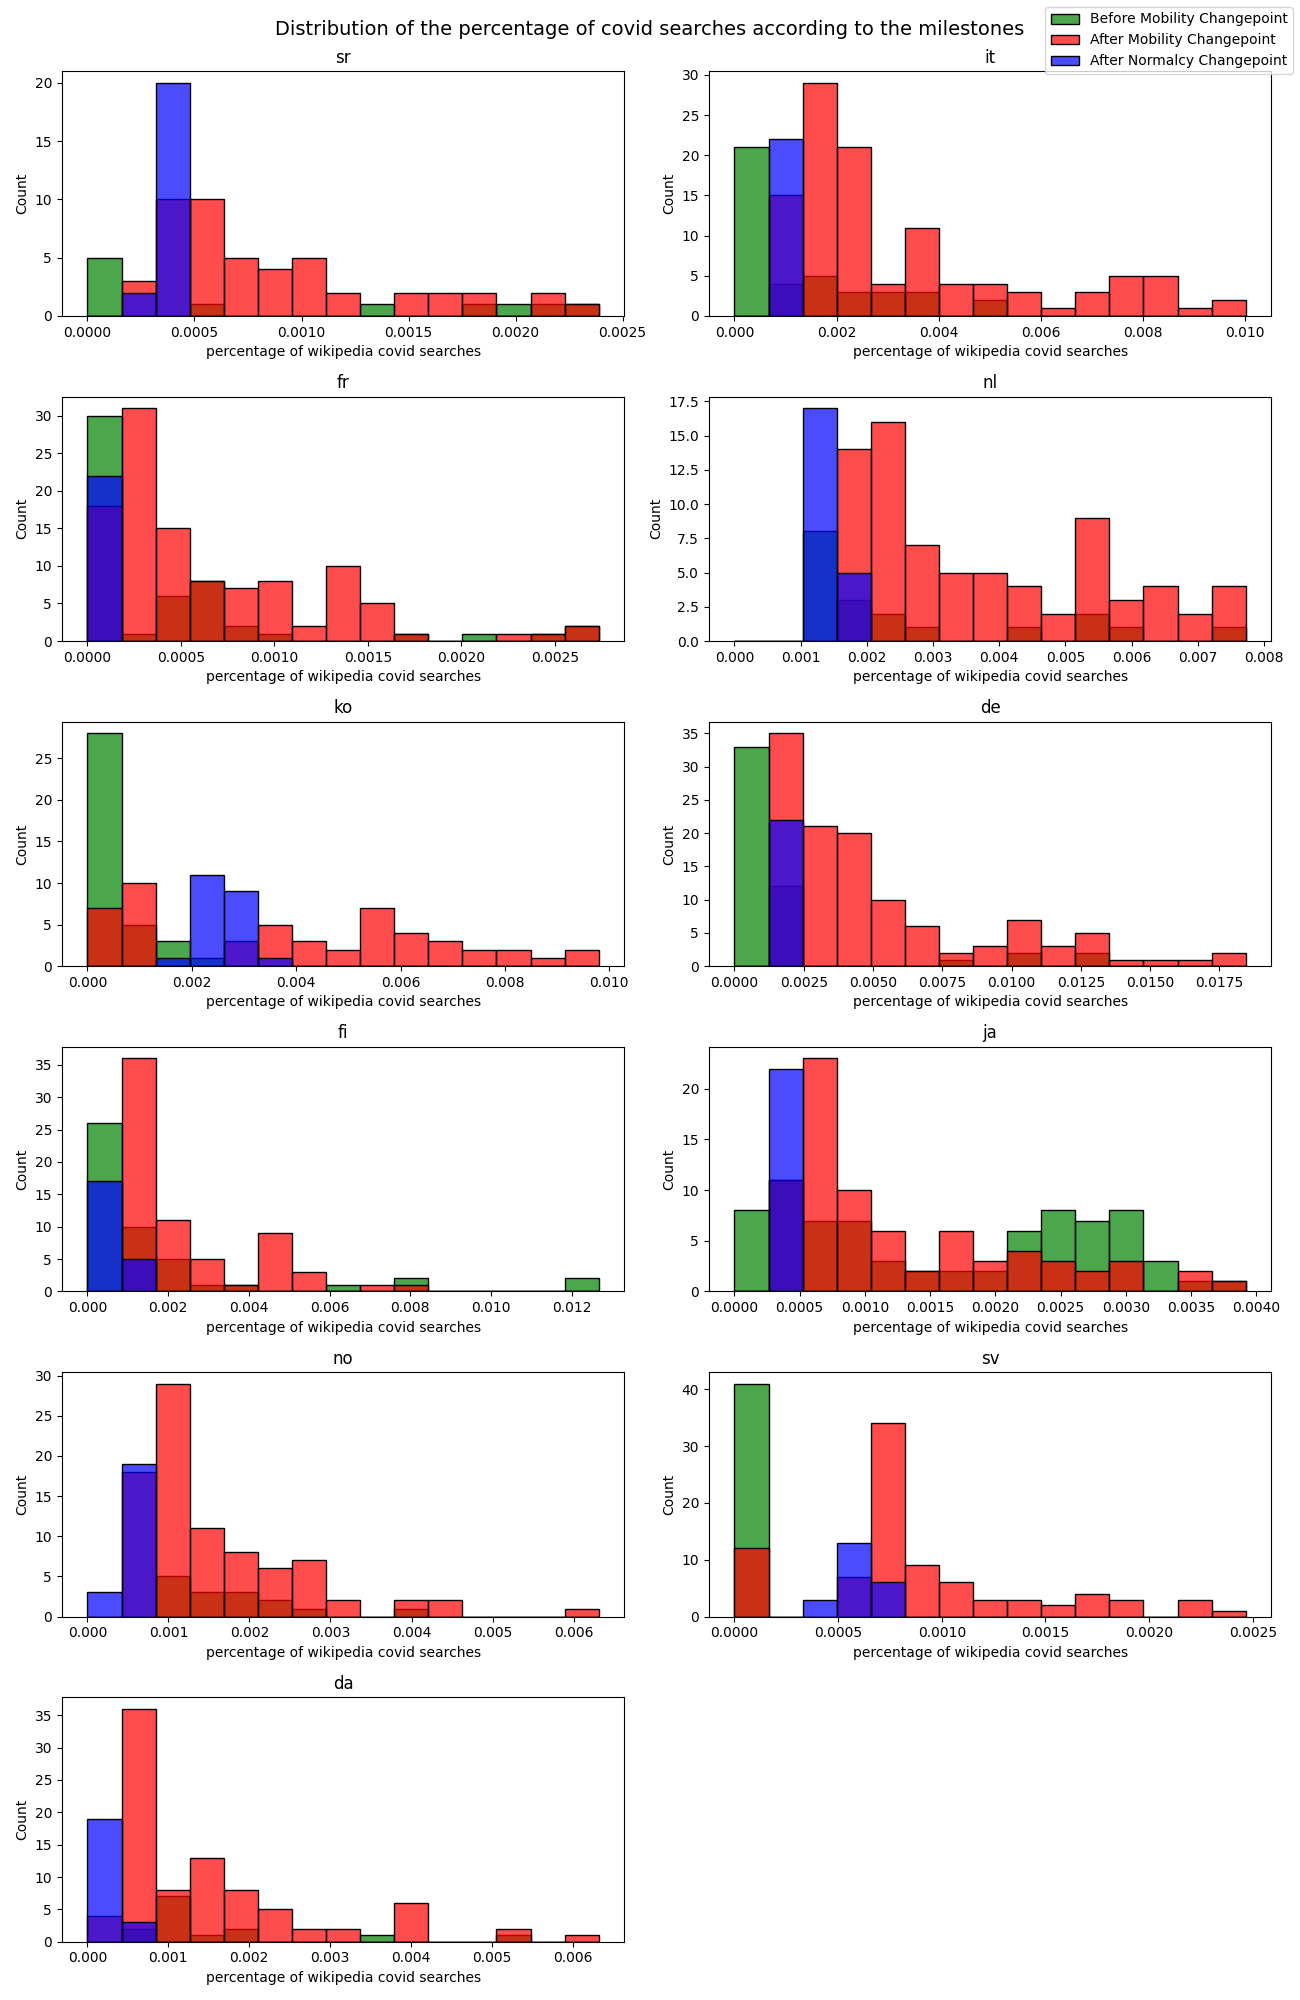 Distribution of the percentage of covid searches according to the milestones
Before Mobility Changepoint
After Mobility Changepoint
After Normalcy Changepoint
sr
Count
20
15
10
5
0
0.0000 0.0005 0.0010 0.0015 0.0020 0.0025
percentage of wikipedia covid searches
it
Count
30
25
20
15
10
5
0
0.000 0.002 0.004 0.006 0.008 0.010
percentage of wikipedia covid searches
fr
Count
30
25
20
15
10
5
0
0.0000 0.0005 0.0010 0.0015 0.0020 0.0025
percentage of wikipedia covid searches
nl
Count
17.5
15.0
12.5
10.0
7.5
5.0
2.5
0.0
0.000 0.001 0.002 0.003 0.004 0.005 0.006 0.007 0.008
percentage of wikipedia covid searches
ko
Count
25
20
15
10
5
0
0.000 0.002 0.004 0.006 0.008 0.010
percentage of wikipedia covid searches
de
Count
35
30
25
20
15
10
5
0
0.0000 0.0025 0.0050 0.0075 0.0100 0.0125 0.0150 0.0175
percentage of wikipedia covid searches
fi
Count
35
30
25
20
15
10
5
0
0.000 0.002 0.004 0.006 0.008 0.010 0.012
percentage of wikipedia covid searches
ja
Count
20
15
10
5
0
0.0000 0.0005 0.0010 0.0015 0.0020 0.0025 0.0030 0.0035 0.0040
percentage of wikipedia covid searches
no
Count
30
25
20
15
10
5
0
0.000 0.001 0.002 0.003 0.004 0.005 0.006
percentage of wikipedia covid searches
sv
Count
40
30
20
10
0
0.0000 0.0005 0.0010 0.0015 0.0020 0.0025
percentage of wikipedia covid searches
da
Count
35
30
25
20
15
10
5
0
0.000 0.001 0.002 0.003 0.004 0.005 0.006
percentage of wikipedia covid searches